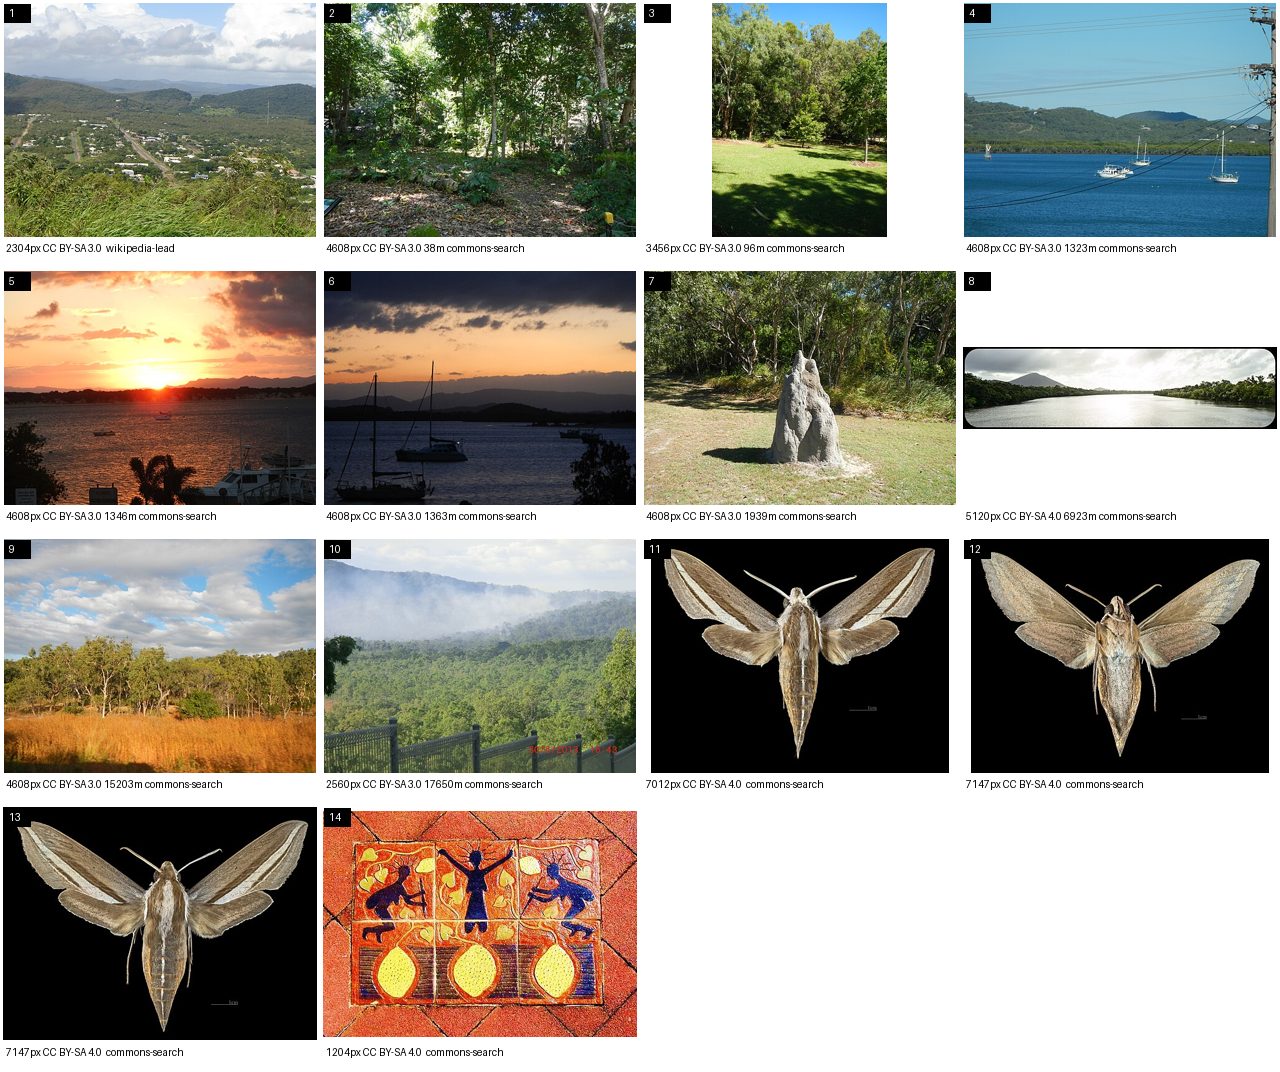 1
2
3
4
2304px CC BY-SA 3.0 wikipedia-lead
4608px CC BY-SA 3.0 38m commons-search
3456px CC BY-SA 3.0 96m commons-search
4608px CC BY-SA 3.0 1323m commons-search
5
6
7
8
4608px CC BY-SA 3.0 1346m commons-search
4608px CC BY-SA 3.0 1363m commons-search
4608px CC BY-SA 3.0 1939m commons-search
5120px CC BY-SA 4.0 6923m commons-search
9
10
11
12
4608px CC BY-SA 3.0 15203m commons-search
2560px CC BY-SA 3.0 17650m commons-search
7012px CC BY-SA 4.0 commons-search
7147px CC BY-SA 4.0 commons-search
13
14
7147px CC BY-SA 4.0 commons-search
1204px CC BY-SA 4.0 commons-search